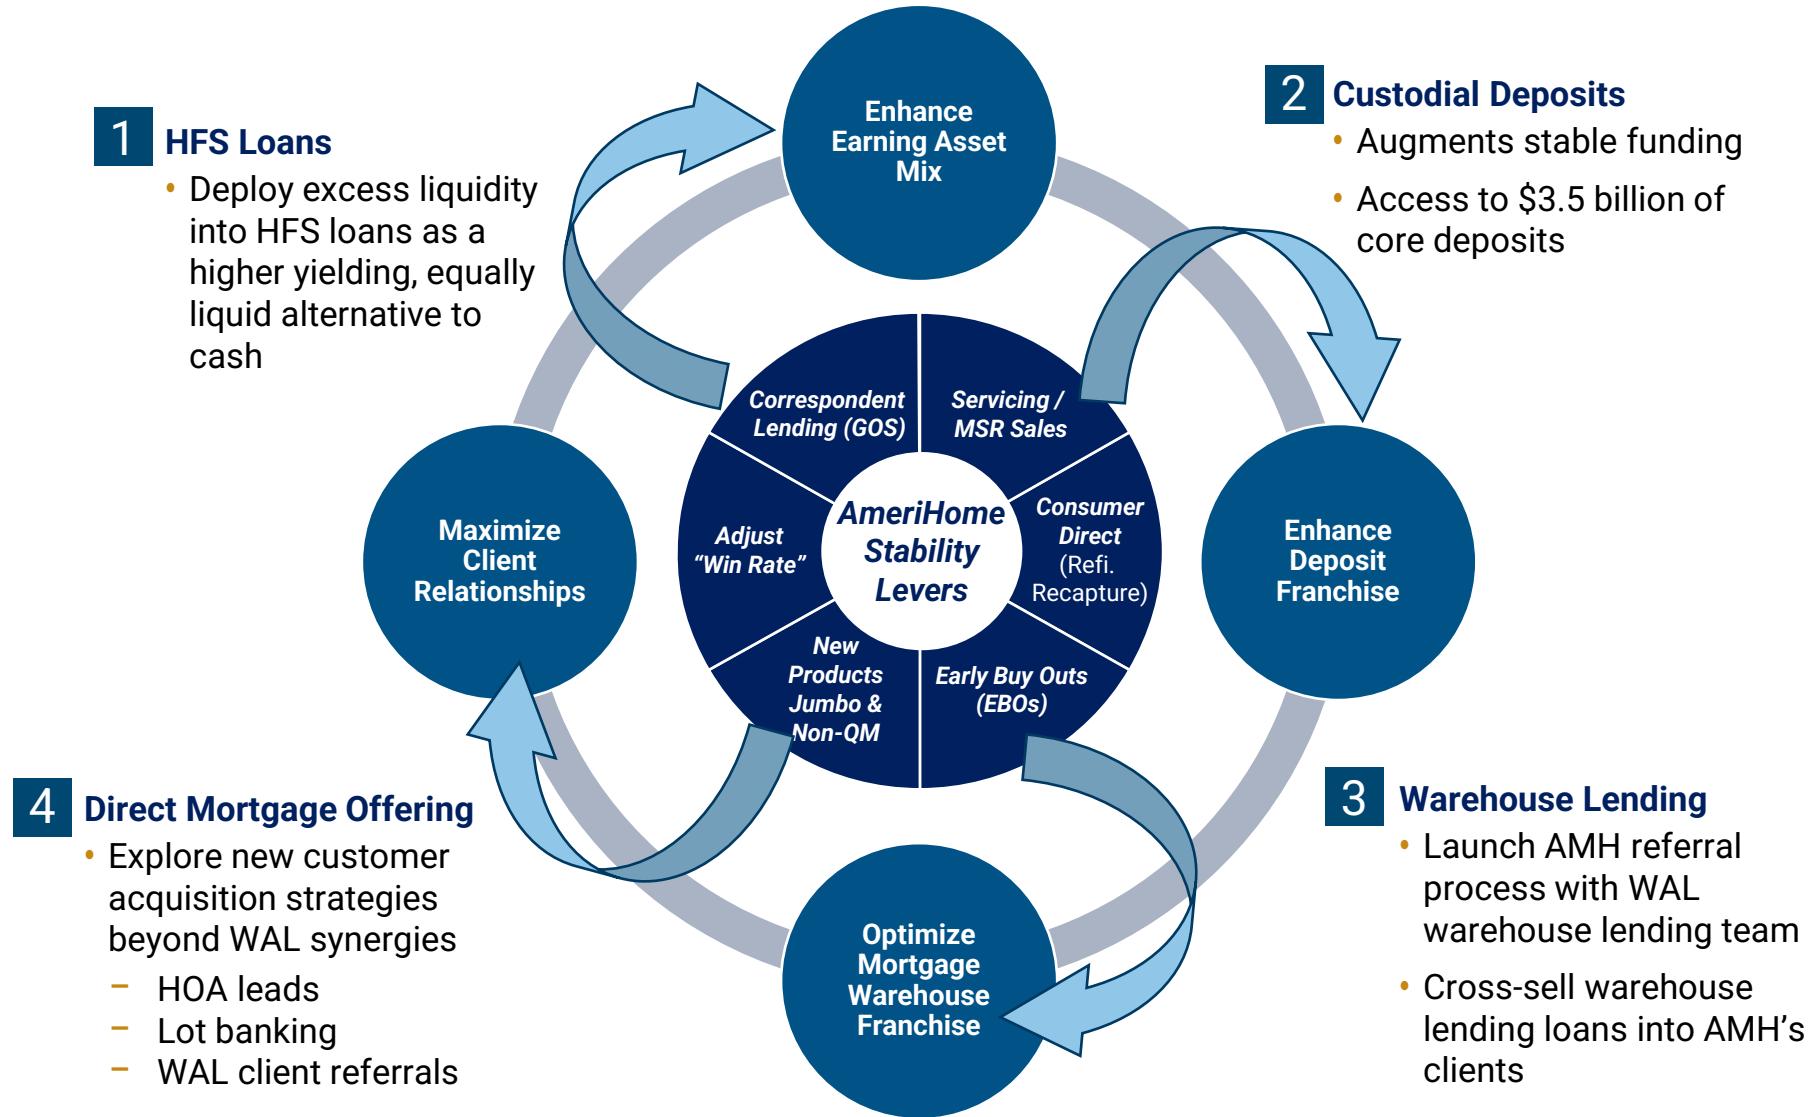 1 HFS Loans
• Deploy excess liquidity
into HFS loans as a
higher yielding, equally
liquid alternative to
cash
Enhance
Earning Asset
Mix
2 Custodial Deposits
• Augments stable funding
• Access to $3.5 billion of
core deposits
Correspondent
Lending (GOS)
Servicing /
MSR Sales
Consumer
Direct
(Refi.
Recapture)
Early Buy Outs
(EBOs)
New
Products
Jumbo &
Non-QM
Adjust
“Win Rate”
AmeriHome
Stability
Levers
Maximize
Client
Relationships
Enhance
Deposit
Franchise
4 Direct Mortgage Offering
• Explore new customer
acquisition strategies
beyond WAL synergies
– HOA leads
– Lot banking
– WAL client referrals
Optimize
Mortgage
Warehouse
Franchise
3 Warehouse Lending
• Launch AMH referral
process with WAL
warehouse lending team
• Cross-sell warehouse
lending loans into AMH’s
clients